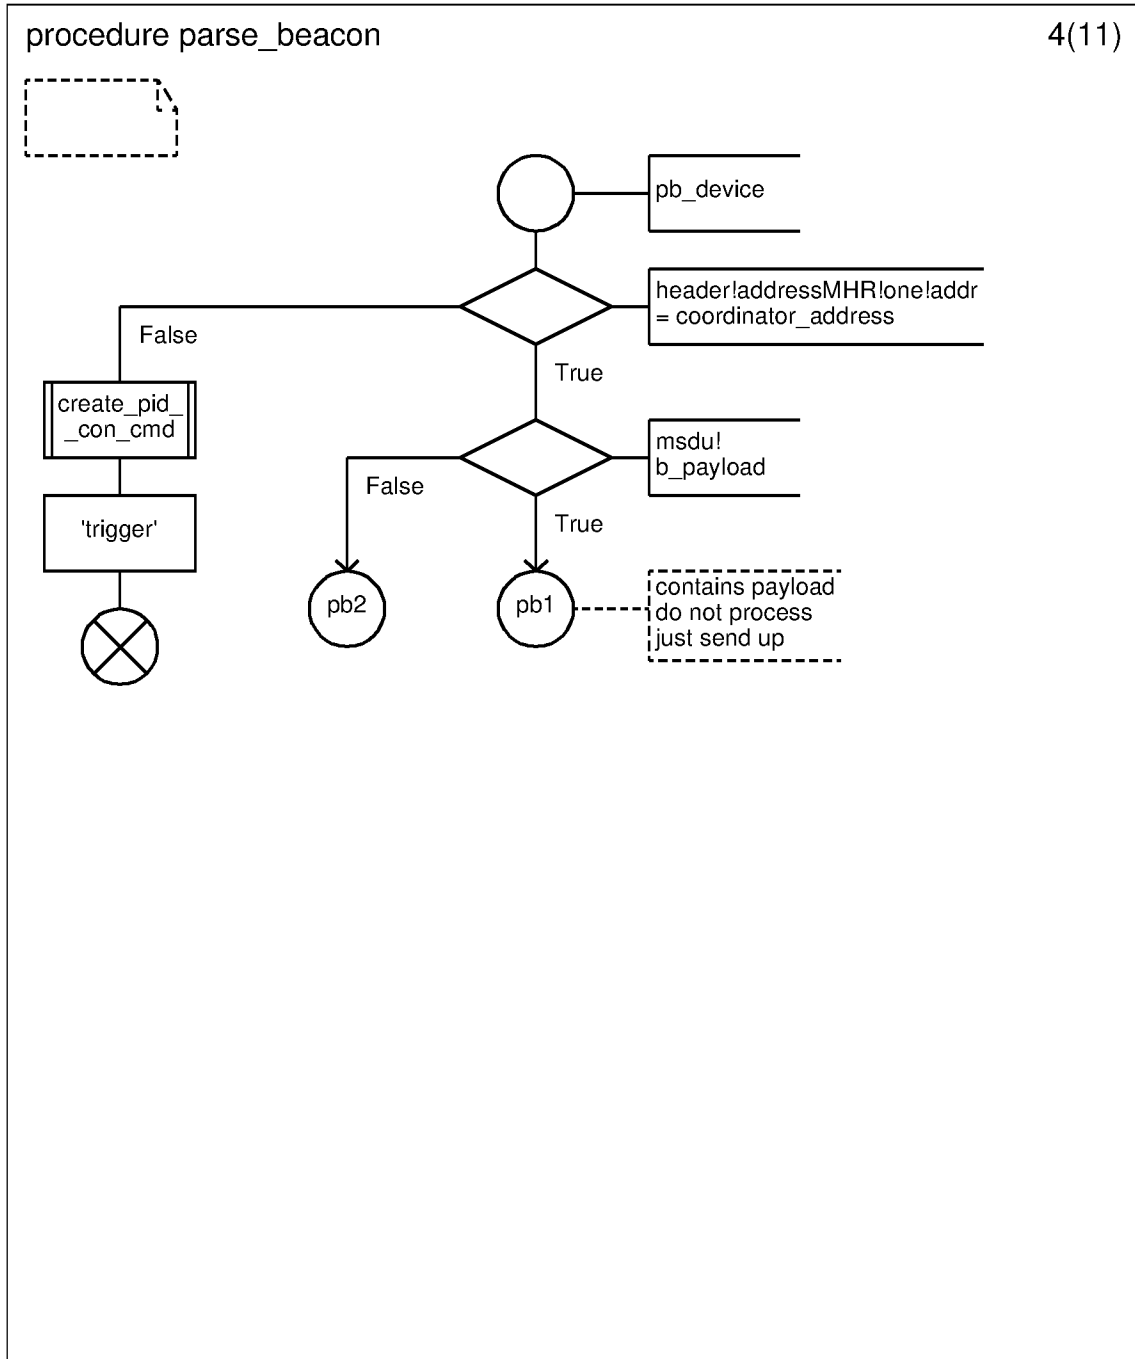 procedure parse_beacon
4(11)
pb_device
header!addressMHR!one!addr
= coordinator_address
False
True
create_pid_
_con_cmd
msdu!
b_payload
False
True
'trigger'
pb2
pb1
contains payload
do not process
just send up